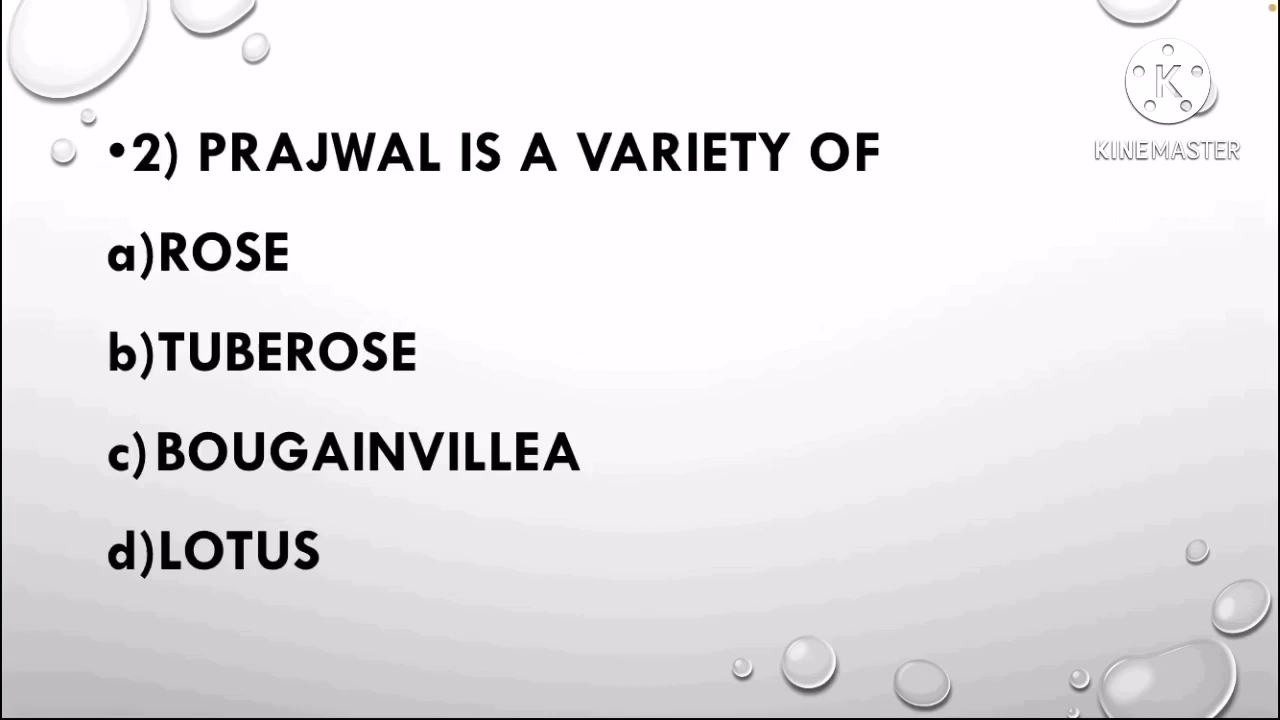 •2) PRAJWAL IS A VARIETY OF
a)ROSE
b)TUBEROSE
c)BOUGAINVILLEA
d)LOTUS
K
KINEMASTER